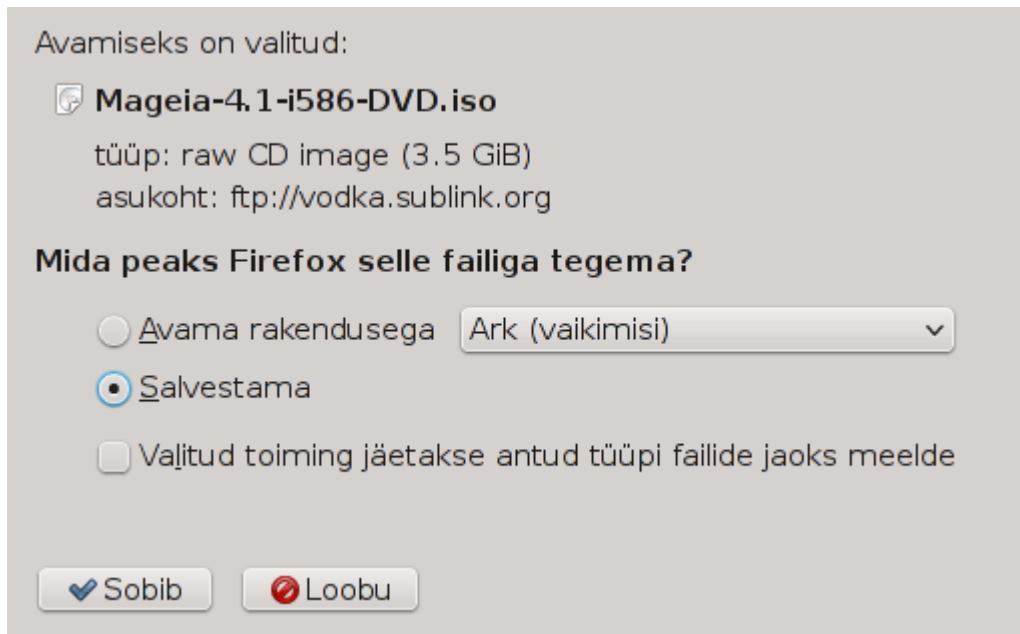 Avamiseks on valitud:
Mageia-4.1-i586-DVD.iso
tüüp: raw CD image (3.5 GiB)
asukoht: ftp://vodka.sublink.org
Mida peaks Firefox selle failiga tegema?
Avama rakendusega Ark (vaikimisi)
Salvestama
Valitud toiming jäetakse antud tüüpi failide jaoks meelde
Sobib Loobu